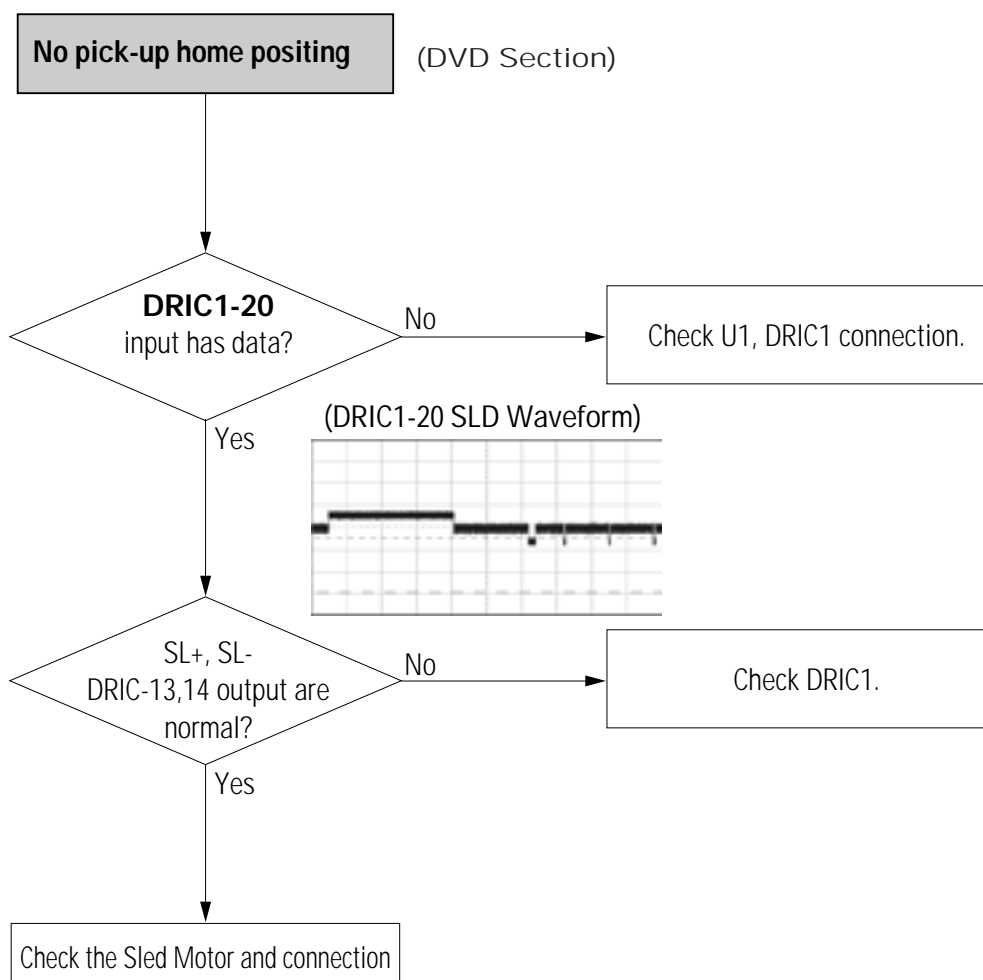 No pick-up home positing
(DVD Section)
DRIC1-20
input has data?
No
Check U1, DRIC1 connection.
Yes
(DRIC1-20 SLD Waveform)
SL+, SL-
DRIC-13,14 output are
normal?
No
Check DRIC1.
Yes
Check the Sled Motor and connection